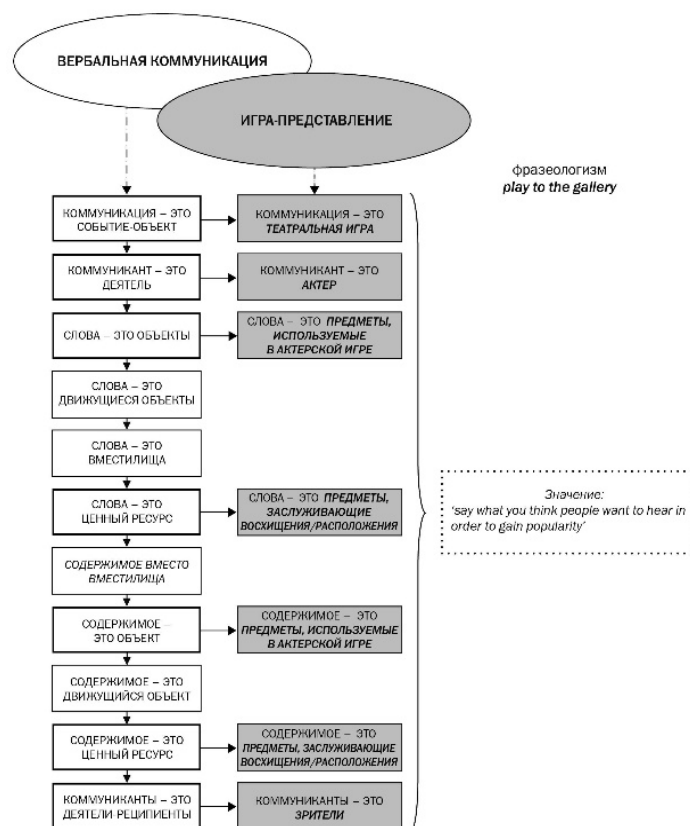 ВЕРБАЛЬНАЯ КОММУНИКАЦИЯ
ИГРА-ПРЕДСТАВЛЕНИЕ
фразеологизм
play to the gallery
КОММУНИКАЦИЯ – ЭТО
СОБЫТИЕ-ОБЪЕКТ
КОММУНИКАЦИЯ – ЭТО
ТЕАТРАЛЬНАЯ ИГРА
КОММУНИКАНТ – ЭТО
ДЕЯТЕЛЬ
КОММУНИКАНТ – ЭТО
АКТЕР
СЛОВА – ЭТО ОБЪЕКТЫ
СЛОВА – ЭТО ПРЕДМЕТЫ,
ИСПОЛЬЗУЕМЫЕ
В АКТЕРСКОЙ ИГРЕ
СЛОВА – ЭТО
ДВИЖУЩИЕСЯ ОБЪЕКТЫ
СЛОВА – ЭТО
ВМЕСТИЛИЩА
СЛОВА – ЭТО
ЦЕННЫЙ РЕСУРС
СЛОВА – ЭТО ПРЕДМЕТЫ,
ЗАСЛУЖИВАЮЩИЕ
ВОСХИЩЕНИЯ/РАСПОЛОЖЕНИЯ
Значение:
‘say what you think people want to hear in
order to gain popularity’
СОДЕРЖИМОЕ ВМЕСТО
ВМЕСТИЛИЩА
СОДЕРЖИМОЕ –
ЭТО ОБЪЕКТ
СОДЕРЖИМОЕ – ЭТО
ПРЕДМЕТЫ, ИСПОЛЬЗУЕМЫЕ
В АКТЕРСКОЙ ИГРЕ
СОДЕРЖИМОЕ – ЭТО
ДВИЖУЩИЙСЯ ОБЪЕКТ
СОДЕРЖИМОЕ – ЭТО
ЦЕННЫЙ РЕСУРС
СОДЕРЖИМОЕ – ЭТО
ПРЕДМЕТЫ, ЗАСЛУЖИВАЮЩИЕ
ВОСХИЩЕНИЯ/РАСПОЛОЖЕНИЯ
КОММУНИКАНТЫ – ЭТО
ДЕЯТЕЛИ-РЕЦИПИЕНТЫ
КОММУНИКАНТЫ – ЭТО
ЗРИТЕЛИ